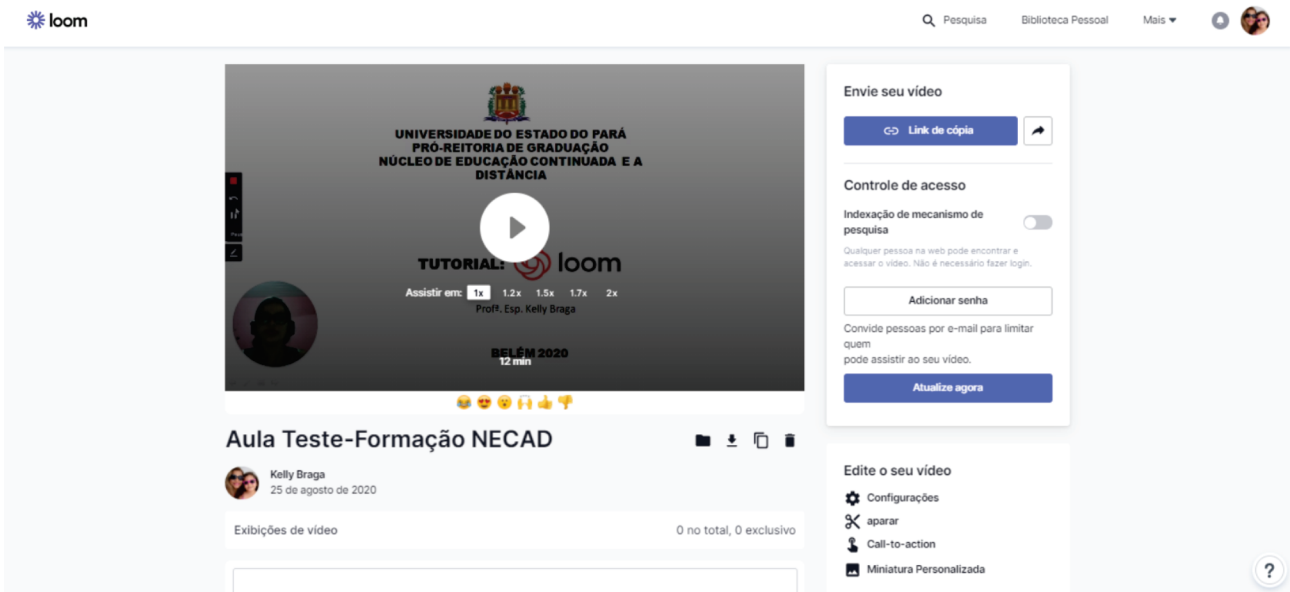 loom
Pesquisa
Biblioteca Pessoal
Mais
UNIVERSIDADE DO ESTADO DO PARÁ
PRÓ-REITORIA DE GRADUAÇÃO
NÚCLEO DE EDUCAÇÃO CONTINUADA E A
DISTÂNCIA
TUTORIAL: loom
Assistir em: 1x 1.2x 1.5x 1.7x 2x
Profª. Esp. Kelly Braga
BELÉM 2020
12 min
Aula Teste-Formação NECAD
Kelly Braga
25 de agosto de 2020
Exibições de vídeo
0 no total, 0 exclusivo
Envie seu vídeo
Link de cópia
Controle de acesso
Indexação de mecanismo de
pesquisa
Qualquer pessoa na web pode encontrar e
acessar o vídeo. Não é necessário fazer login.
Adicionar senha
Convide pessoas por e-mail para limitar
quem
pode assistir ao seu vídeo.
Atualize agora
Edite o seu vídeo
Configurações
aparar
Call-to-action
Miniatura Personalizada
?